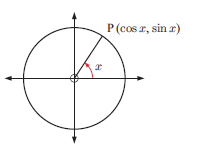 P (cos x, sin x)
x